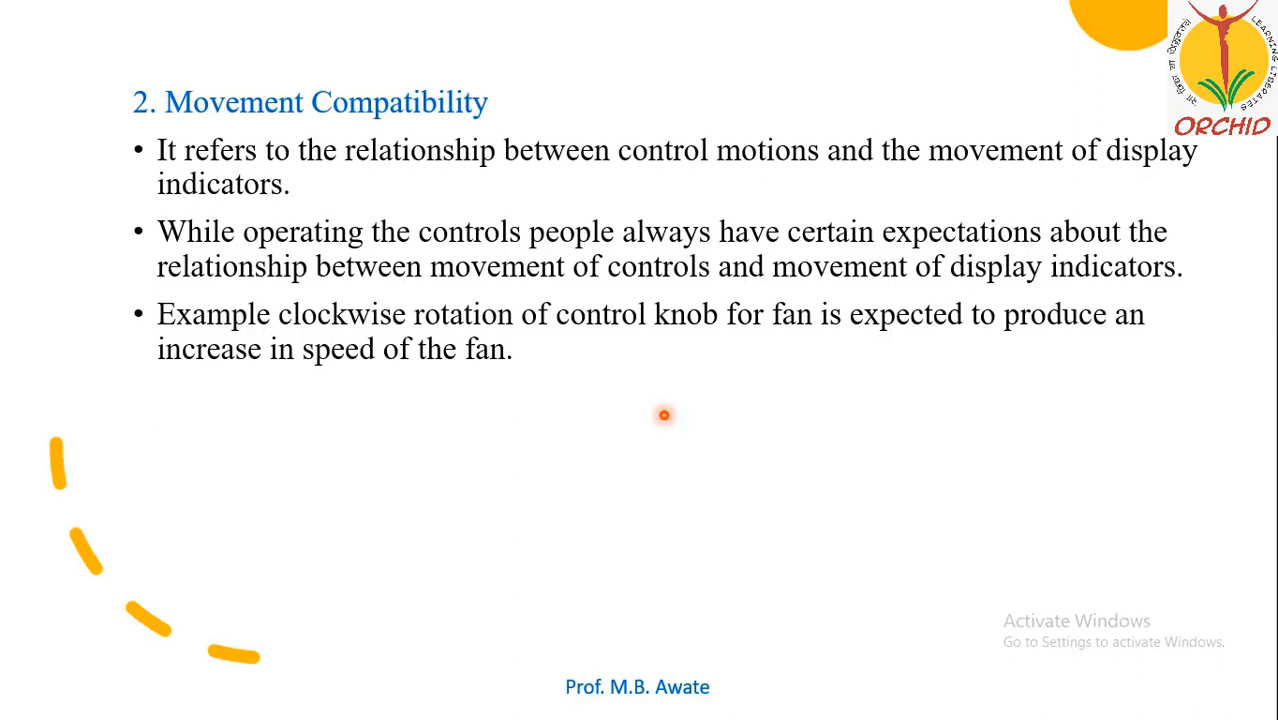 LEARNING LIBERATES
ORCHID
2. Movement Compatibility
• It refers to the relationship between control motions and the movement of display
indicators.
• While operating the controls people always have certain expectations about the
relationship between movement of controls and movement of display indicators.
• Example clockwise rotation of control knob for fan is expected to produce an
increase in speed of the fan.
Activate Windows
Go to Settings to activate Windows.
Prof. M.B. Awate